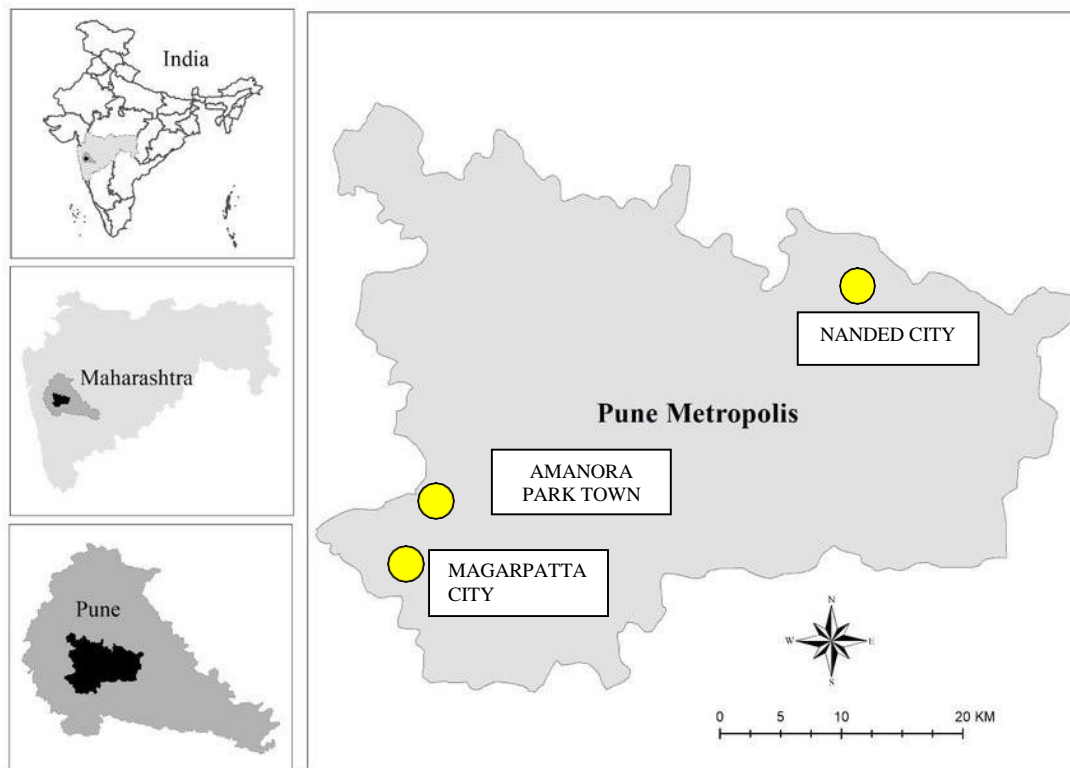 India
Maharashtra
Pune
NANDED CITY
Pune Metropolis
AMANORA
PARK TOWN
MAGARPATTA
CITY
N
W E
S
0 5 10 20 KM